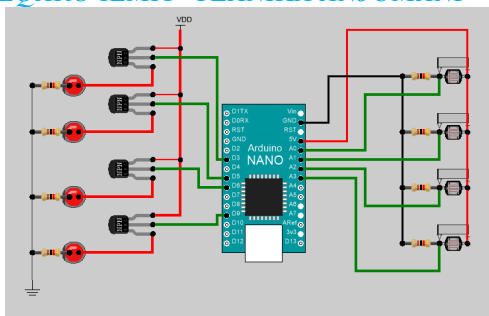 VDD
D1TX Vin
D0RX GND
RST RST
GND 5V
D2 A0
Arduino
D3 A1
NANO
D4 A2
D5 A3
D6 A4
D7 A5
D8 A6
D9 A7
D10 ARef
D11 3v3
D12 D13